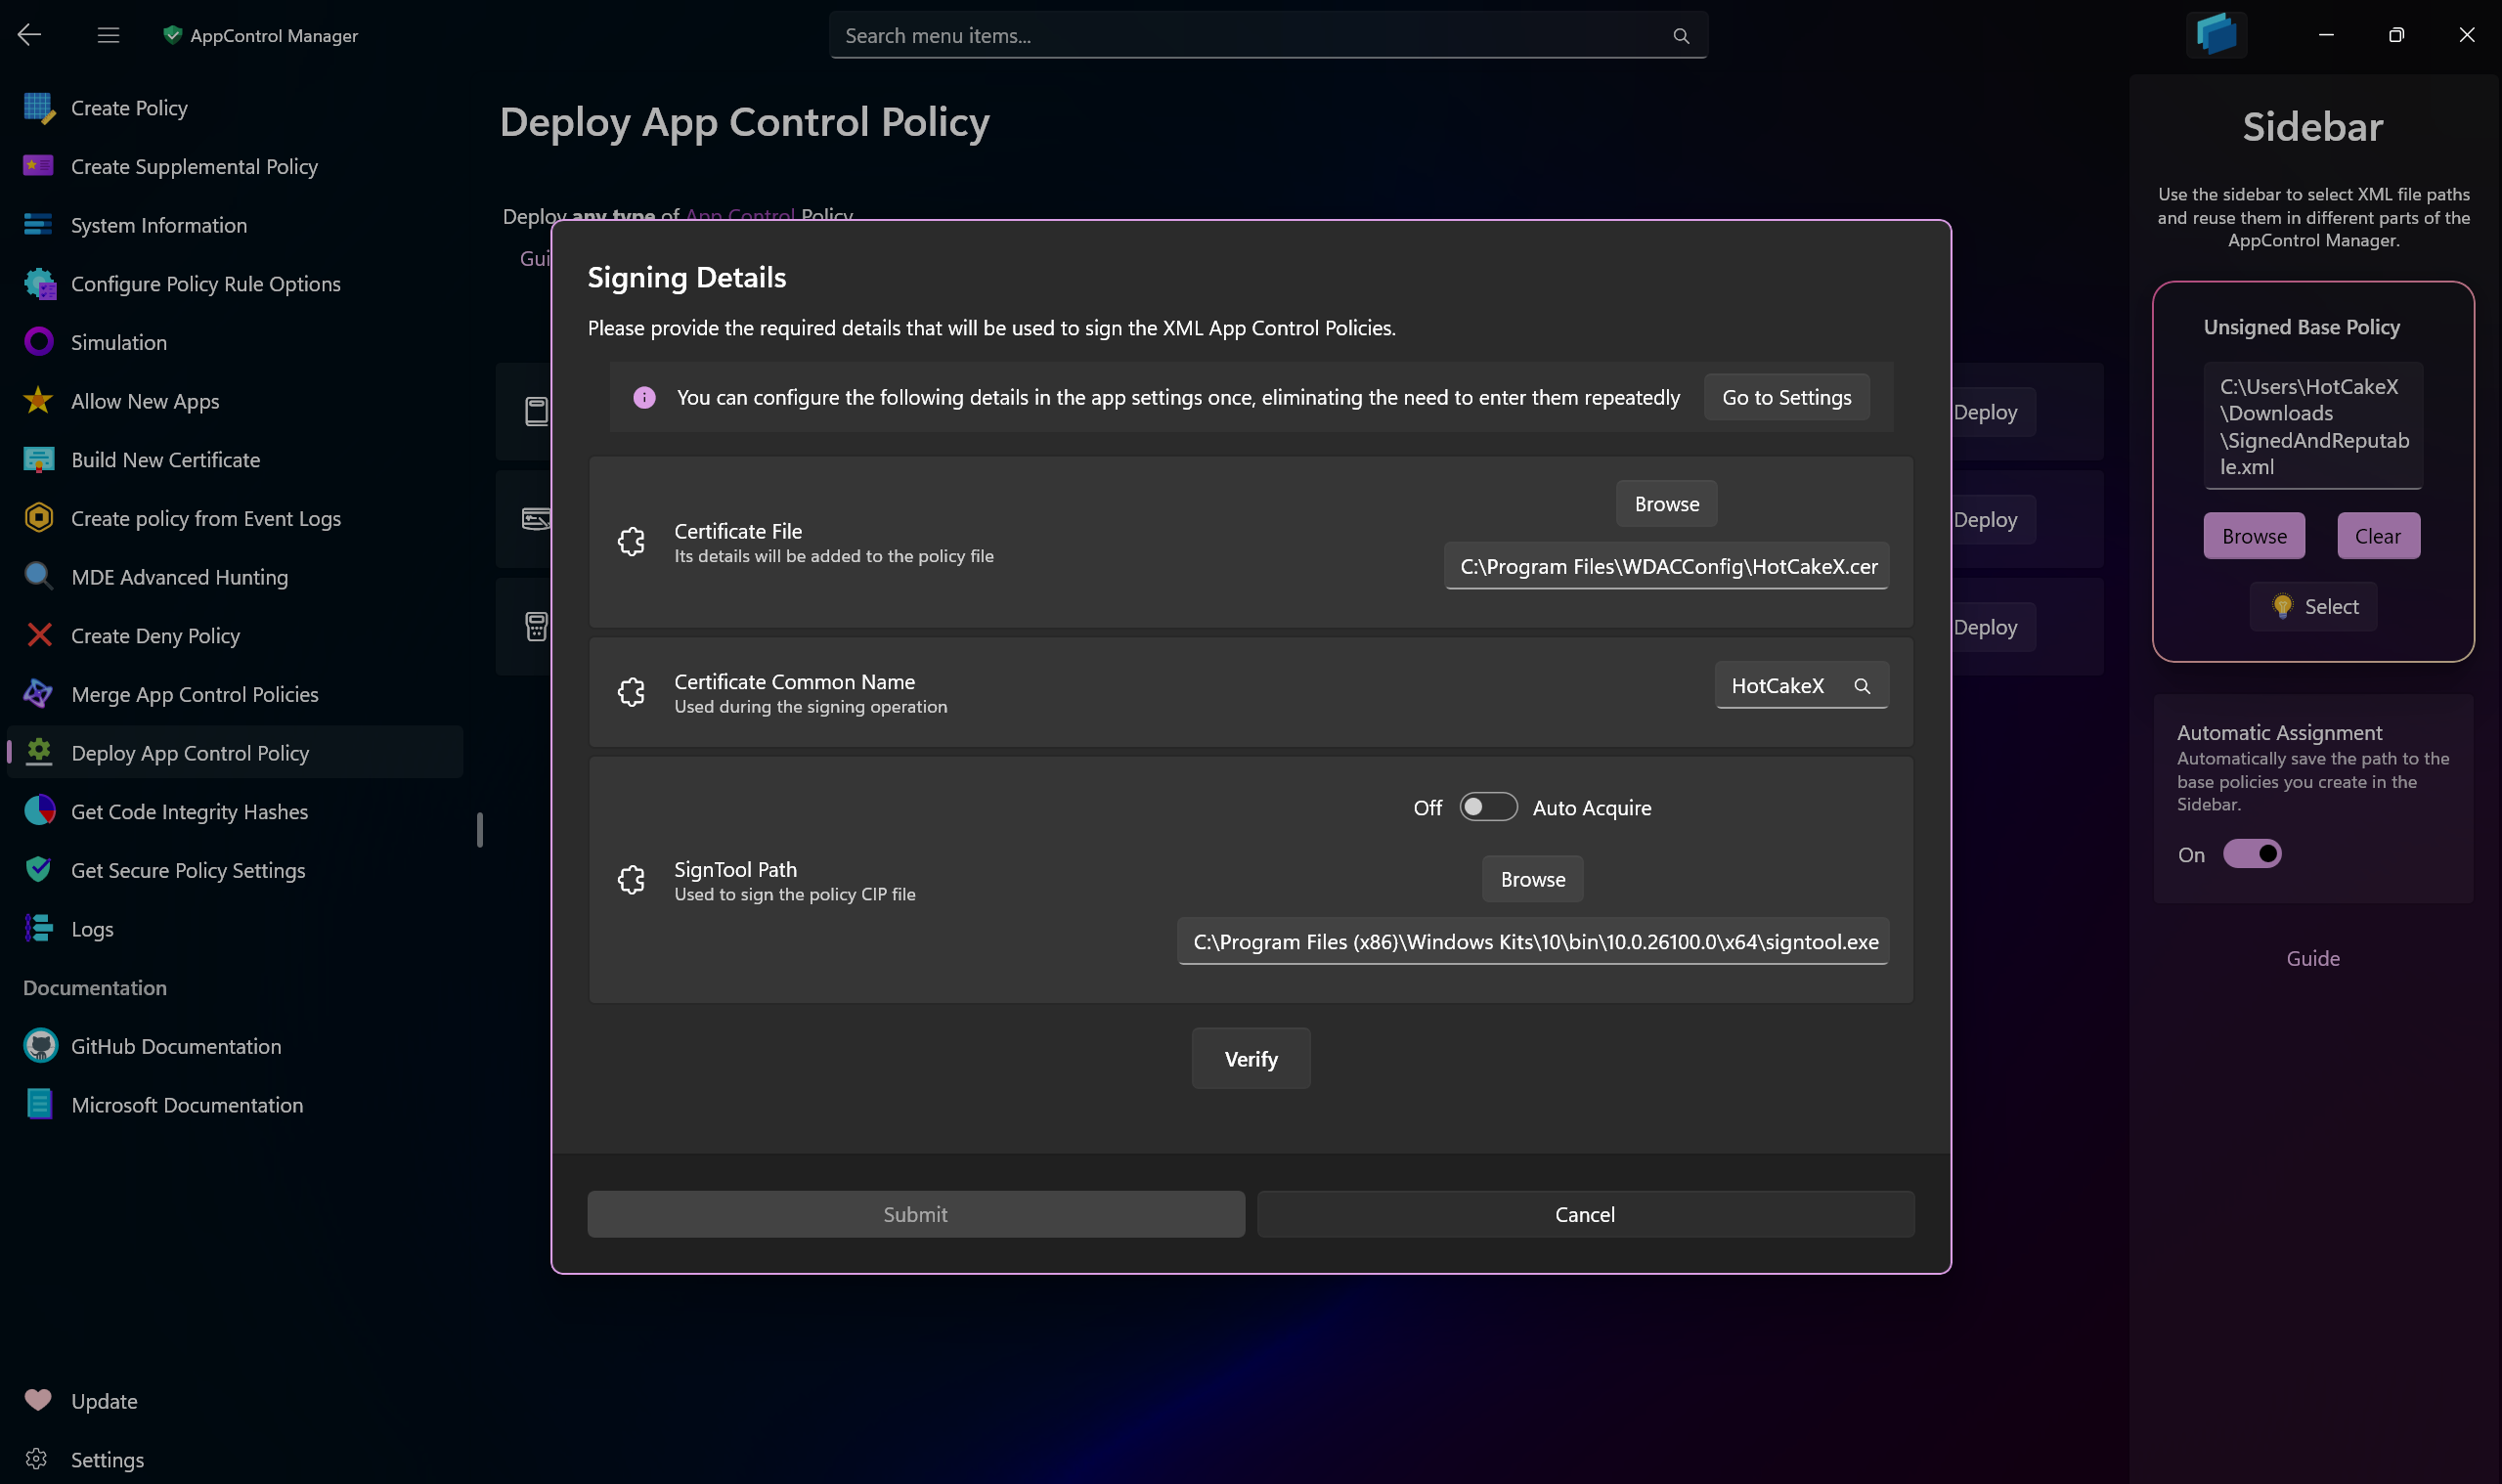 AppControl Manager
Search menu items...
Create Policy
Create Supplemental Policy
System Information
Configure Policy Rule Options
Simulation
Allow New Apps
Build New Certificate
Create policy from Event Logs
MDE Advanced Hunting
Create Deny Policy
Merge App Control Policies
Deploy App Control Policy
Get Code Integrity Hashes
Get Secure Policy Settings
Logs
Documentation
GitHub Documentation
Microsoft Documentation
Update
Settings
Deploy App Control Policy
Deploy any type of App Control Policy
Gui
Deploy
Deploy
Deploy
Signing Details
Please provide the required details that will be used to sign the XML App Control Policies.
You can configure the following details in the app settings once, eliminating the need to enter them repeatedly
Go to Settings
Certificate File
Its details will be added to the policy file
Browse
C:\Program Files\WDACConfig\HotCakeX.cer
Certificate Common Name
Used during the signing operation
HotCakeX
SignTool Path
Used to sign the policy CIP file
Off
Auto Acquire
Browse
C:\Program Files (x86)\Windows Kits\10\bin\10.0.26100.0\x64\signtool.exe
Verify
Submit
Cancel
Sidebar
Use the sidebar to select XML file paths
and reuse them in different parts of the
AppControl Manager.
Unsigned Base Policy
C:\Users\HotCakeX
\Downloads
\SignedAndReputab
le.xml
Browse
Clear
Select
Automatic Assignment
Automatically save the path to the
base policies you create in the
Sidebar.
On
Guide